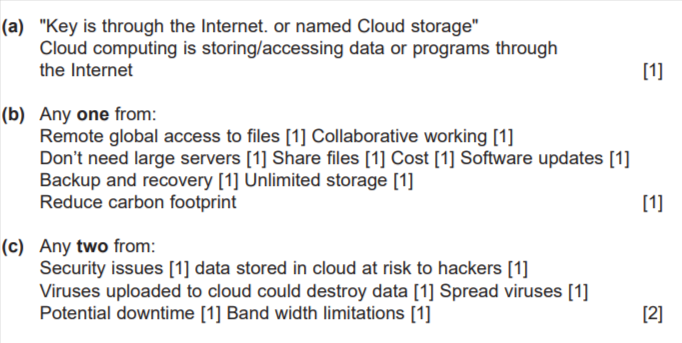 (a) "Key is through the Internet. or named Cloud storage"
Cloud computing is storing/accessing data or programs through
the Internet [1]
(b) Any one from:
Remote global access to files [1] Collaborative working [1]
Don't need large servers [1] Share files [1] Cost [1] Software updates [1]
Backup and recovery [1] Unlimited storage [1]
Reduce carbon footprint [1]
(c) Any two from:
Security issues [1] data stored in cloud at risk to hackers [1]
Viruses uploaded to cloud could destroy data [1] Spread viruses [1]
Potential downtime [1] Band width limitations [1] [2]